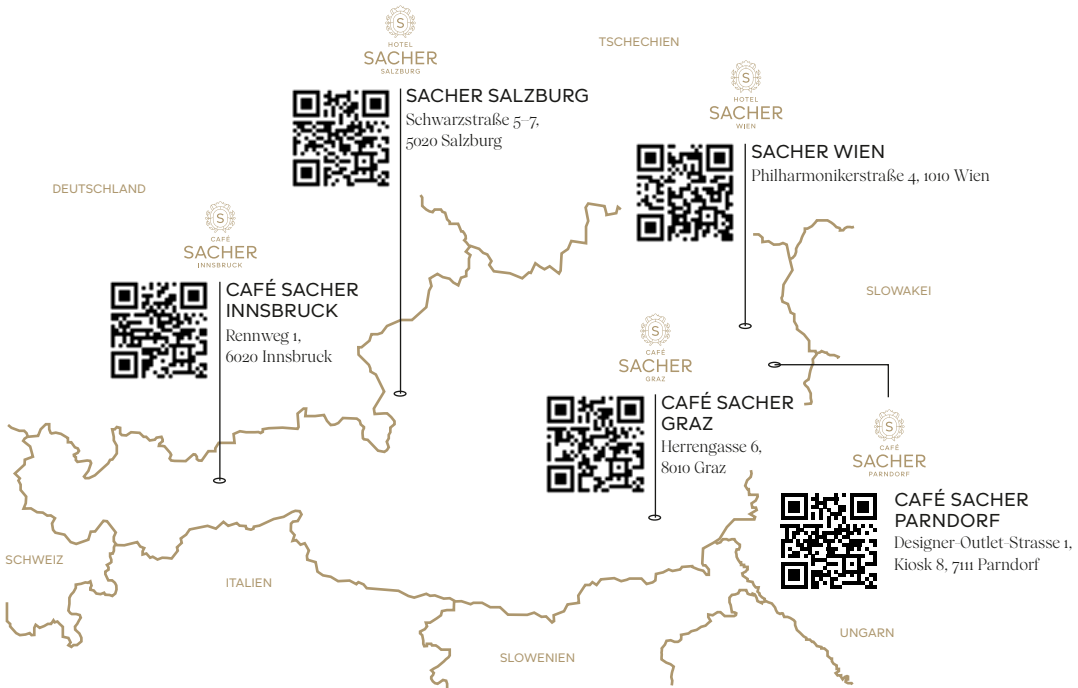 S
HOTEL
SACHER
SALZBURG
TSCHECHIEN
SACHER SALZBURG
Schwarzstraße 5–7,
5020 Salzburg
S
HOTEL
SACHER
WIEN
SACHER WIEN
Philharmonikerstraße 4, 1010 Wien
DEUTSCHLAND
S
CAFÉ
SACHER
INNSBRUCK
CAFÉ SACHER
INNSBRUCK
Rennweg 1,
6020 Innsbruck
SLOWAKEI
S
CAFÉ
SACHER
GRAZ
CAFÉ SACHER
GRAZ
Herrengasse 6,
8010 Graz
S
CAFÉ
SACHER
PARNDORF
CAFÉ SACHER
PARNDORF
Designer-Outlet-Strasse 1,
Kiosk 8, 7111 Parndorf
SCHWEIZ
ITALIEN
UNGARN
SLOWENIEN